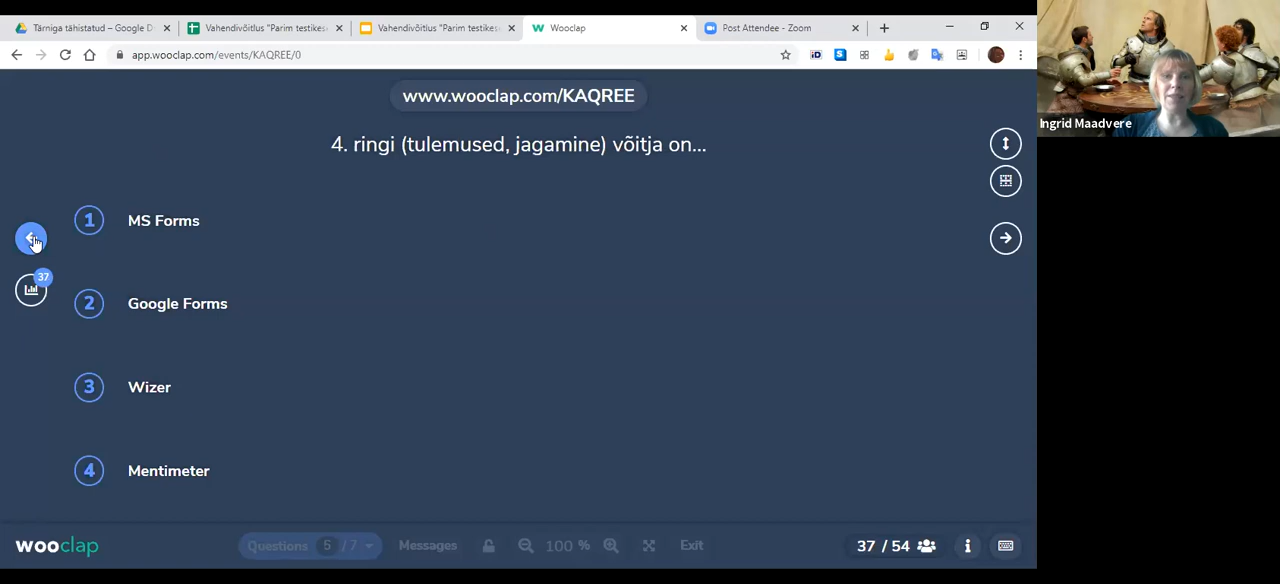 Tärniga tähistatud – Google D
Vahendivõitlus "Parim testikes
Vahendivõitlus "Parim testikes
Wooclap
Post Attendee - Zoom
app.wooclap.com/events/KAQREE/0
Ingrid Maadvere
www.wooclap.com/KAQREE
4. ringi (tulemused, jagamine) võitja on...
1 MS Forms
37
2 Google Forms
3 Wizer
4 Mentimeter
wooclap
Questions 5 / 7
Messages
100 %
Exit
37 / 54